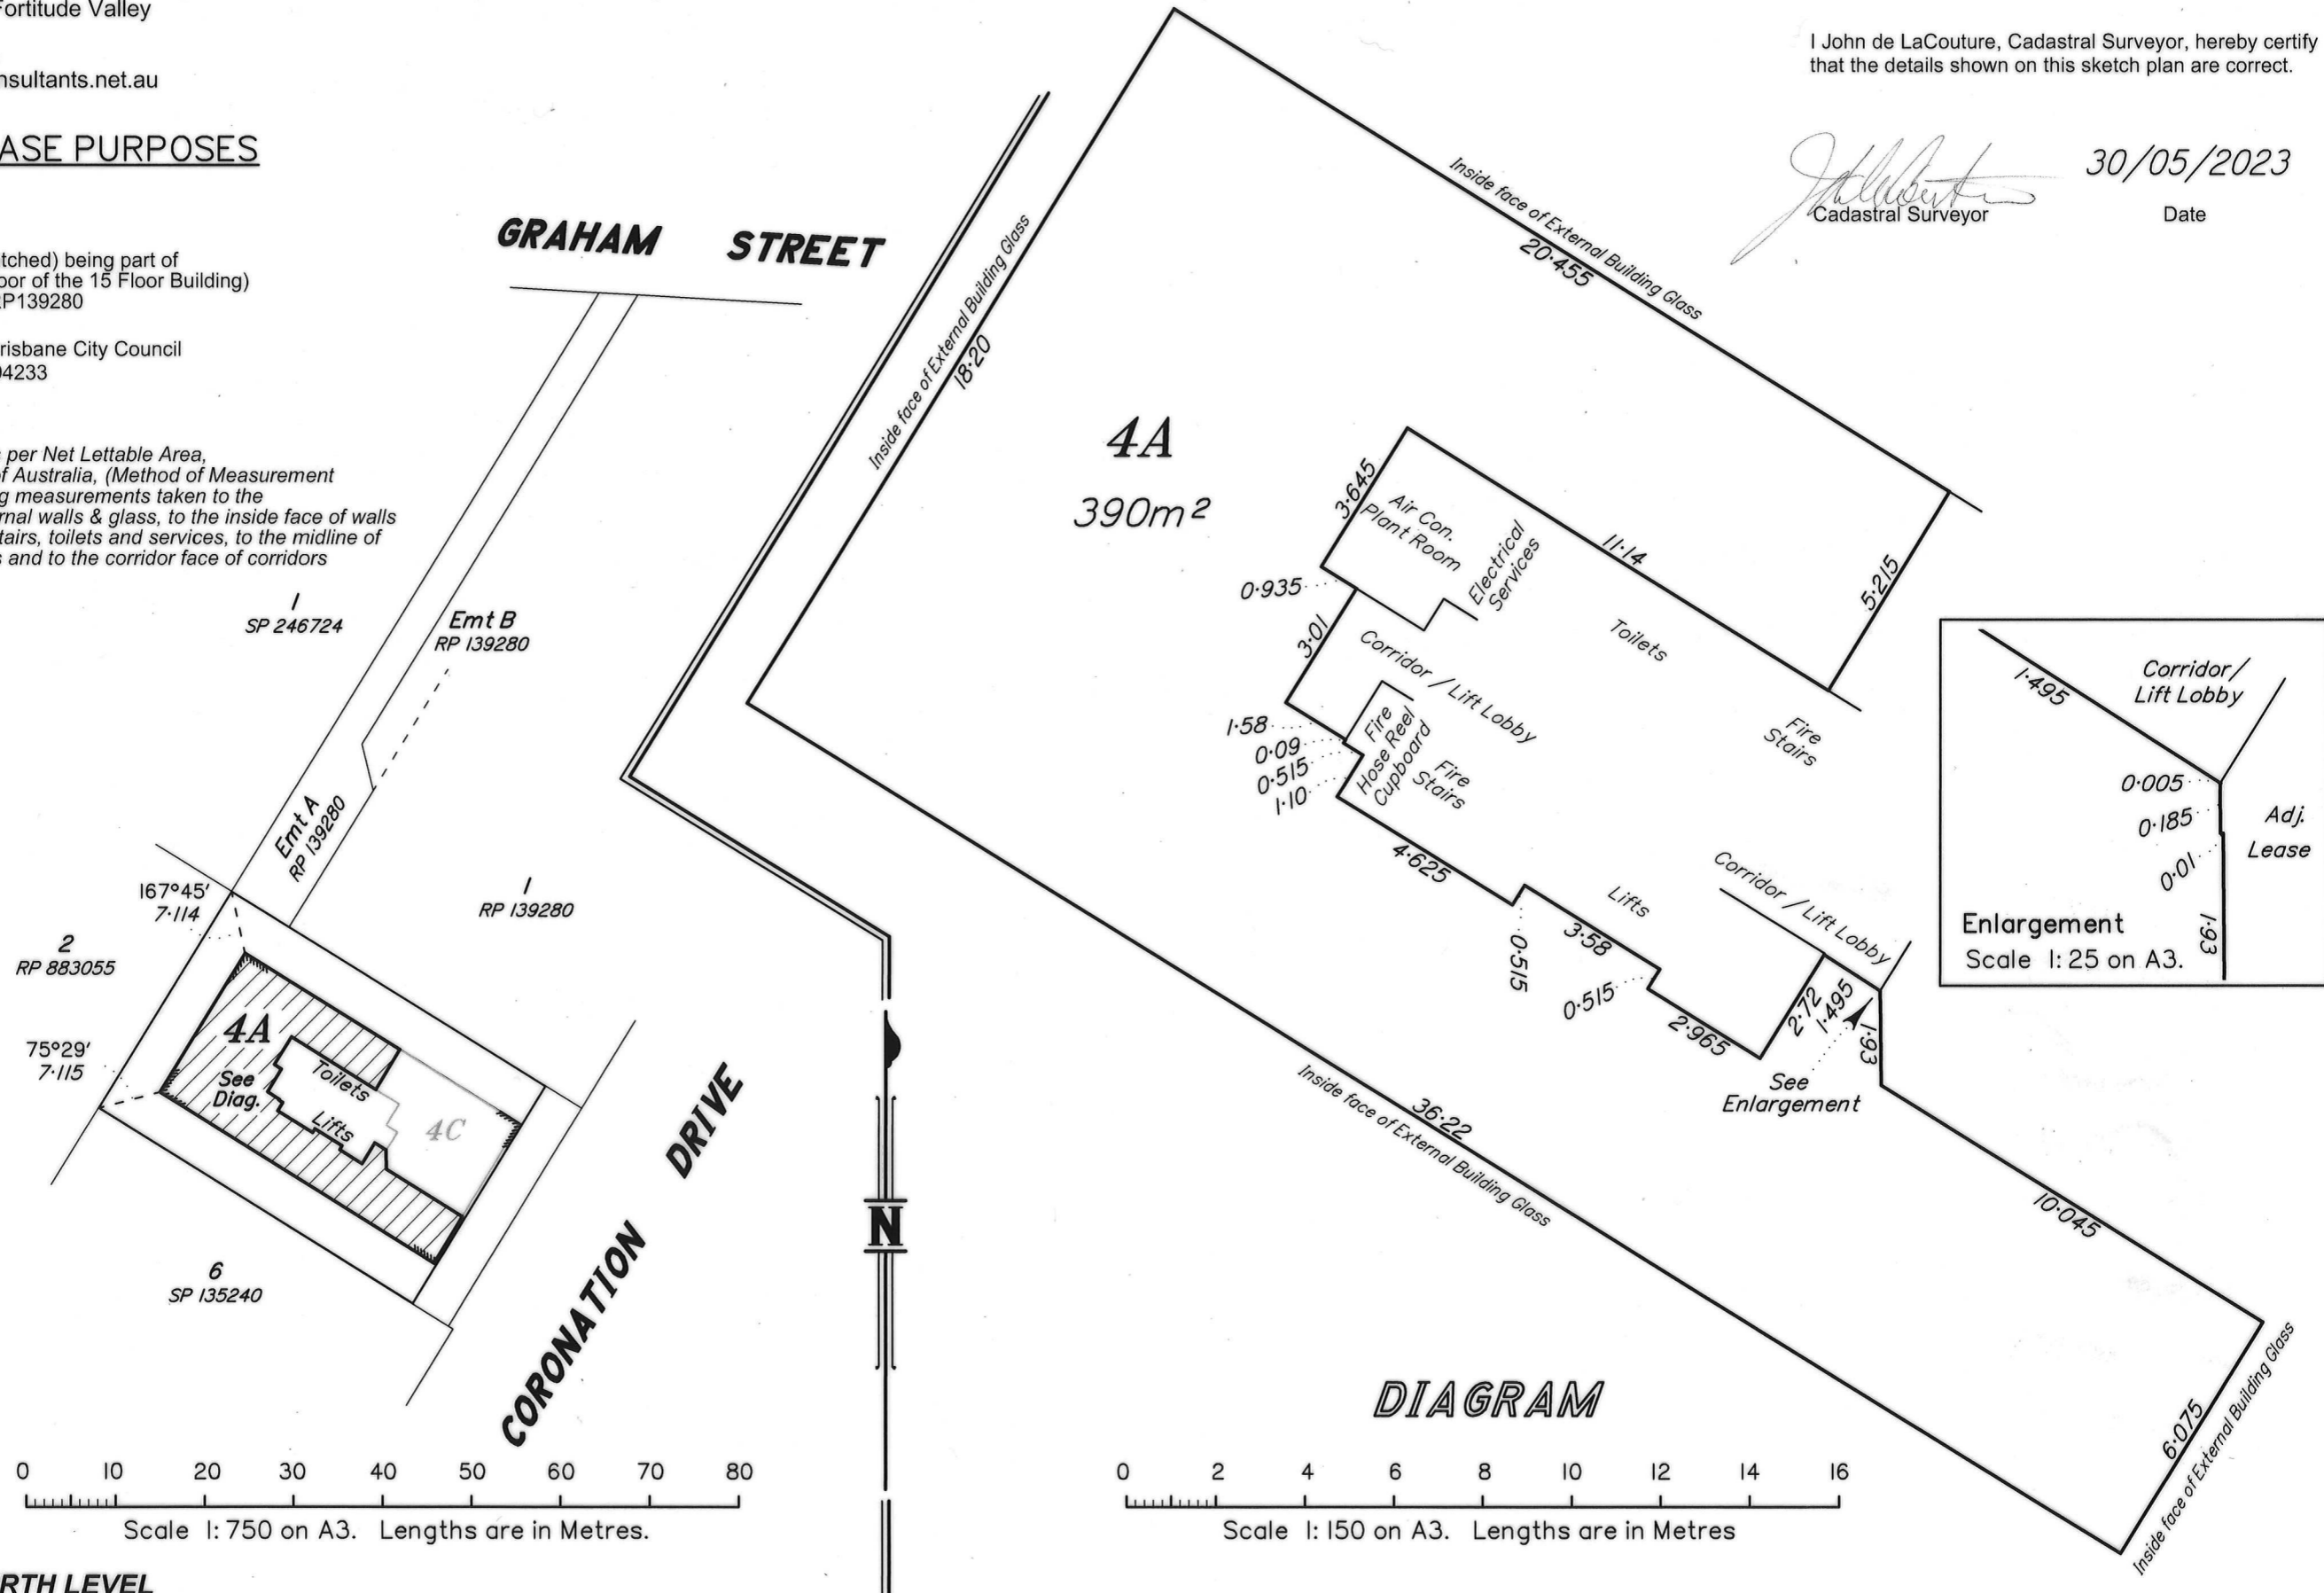 Fortitude Valley
nsultants.net.au
ASE PURPOSES
tched) being part of
oor of the 15 Floor Building)
RP139280
risbane City Council
04233
per Net Lettable Area,
of Australia, (Method of Measurement
g measurements taken to the
rnal walls & glass, to the inside face of walls
tairs, toilets and services, to the midline of
s and to the corridor face of corridors
I John de LaCouture, Cadastral Surveyor, hereby certify
that the details shown on this sketch plan are correct.
30/05/2023
Cadastral Surveyor
Date
GRAHAM STREET
1
SP 246724
Emt B
RP 139280
Emt A
RP 139280
167°45'
7·114
1
RP 139280
2
RP 883055
75°29'
7·115
4A
See
Diag.
Toilets
Lifts
4C
6
SP 135240
CORONATION DRIVE
N
0 10 20 30 40 50 60 70 80
Scale 1:750 on A3. Lengths are in Metres.
RTH LEVEL
Inside face of External Building Glass
18·20
Inside face of External Building Glass
20·455
4A
390m²
3·645
Air Con.
Plant Room
Electrical
Services
11·14
5·215
0·935
3·01
Corridor / Lift Lobby
Toilets
1·58
0·09
0·515
1·10
Fire
Hose Reel
Cupboard
Fire
Stairs
Fire
Stairs
4·625
0·515
Lifts
3·58
0·515
2·965
Corridor / Lift Lobby
2·72
1·495
1·93
See
Enlargement
36·22
Inside face of External Building Glass
10·045
6·075
Inside face of External Building Glass
1·495
Corridor/
Lift Lobby
0·005
0·185
0·01
1·93
Adj.
Lease
Enlargement
Scale 1:25 on A3.
DIAGRAM
0 2 4 6 8 10 12 14 16
Scale 1:150 on A3. Lengths are in Metres